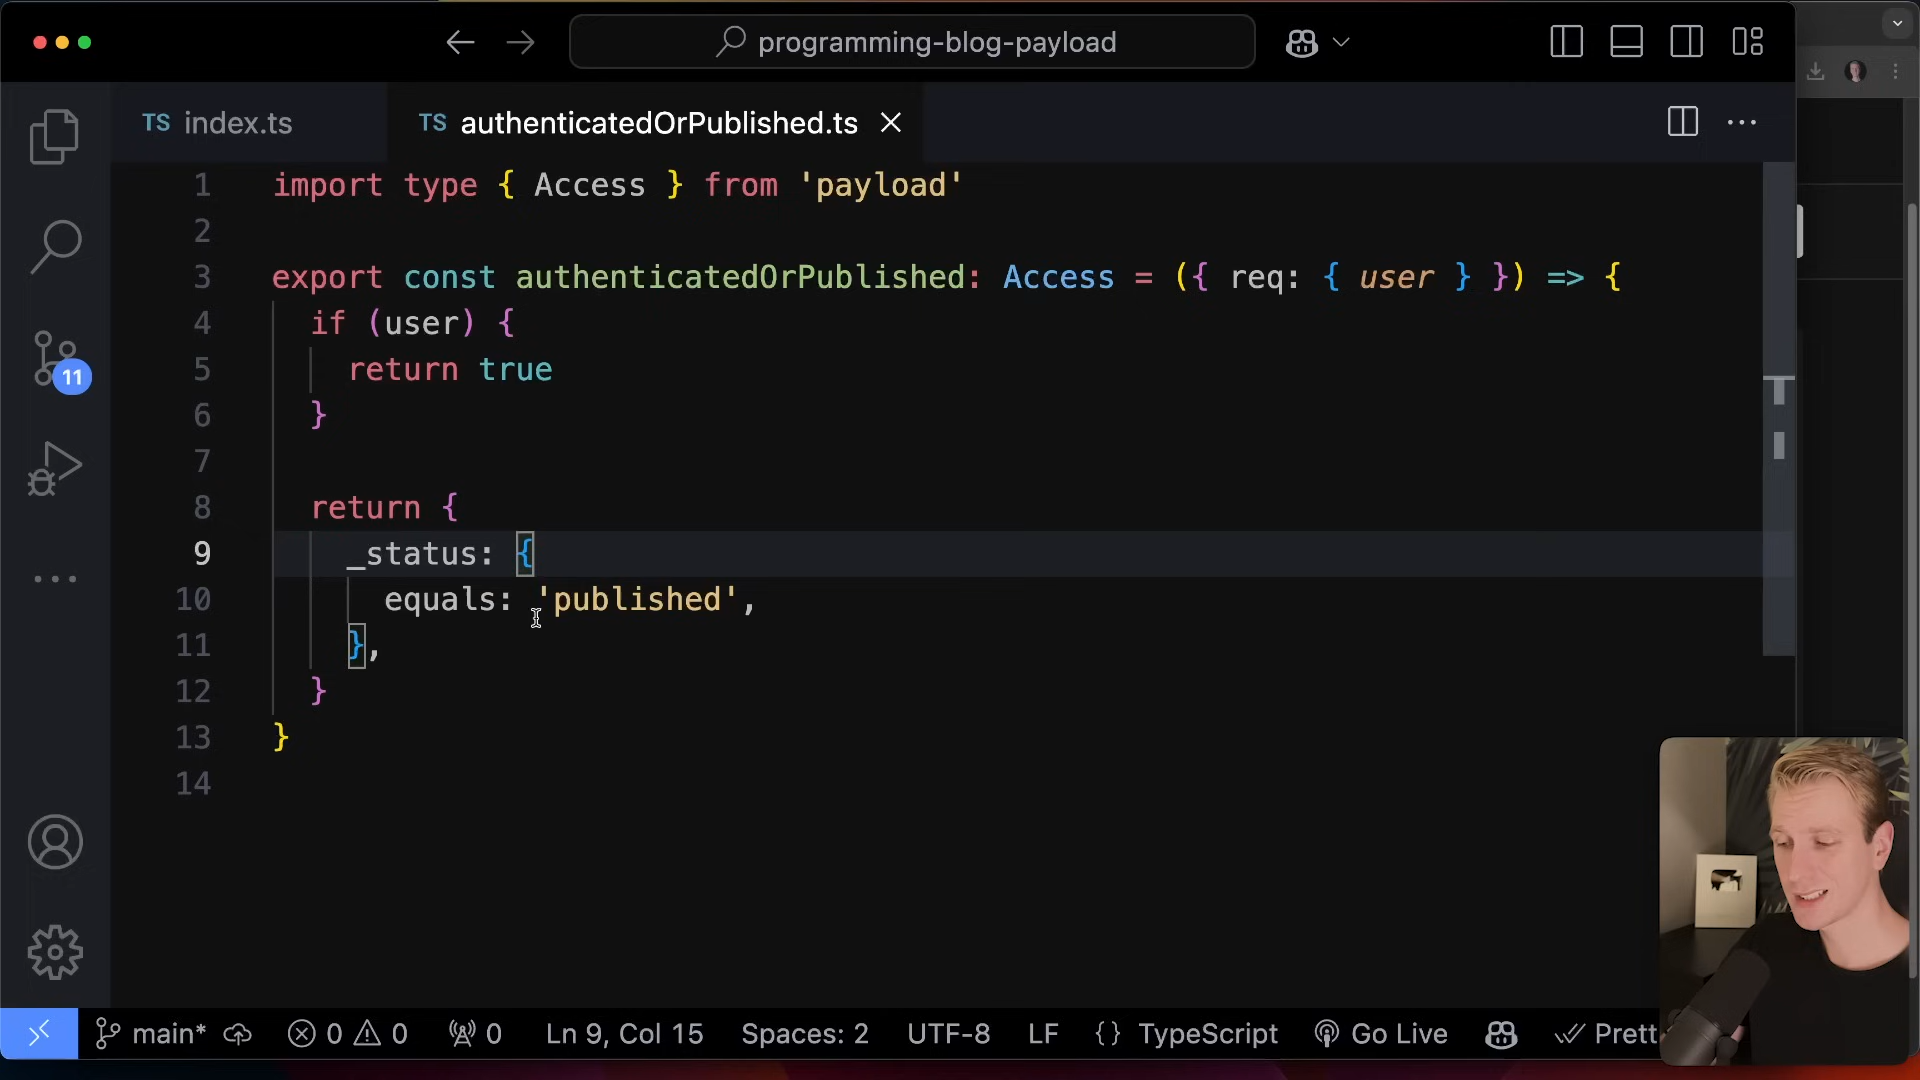 programming-blog-payload
TS index.ts
TS authenticatedOrPublished.ts
1 import type { Access } from 'payload'
2
3 export const authenticatedOrPublished: Access = ({ req: { user } }) => {
4 if (user) {
5 return true
6 }
7
8 return {
9 _status: {
10 equals: 'published',
11 },
12 }
13 }
14
11
main* 0 0 0 Ln 9, Col 15 Spaces: 2 UTF-8 LF {} TypeScript Go Live Prett